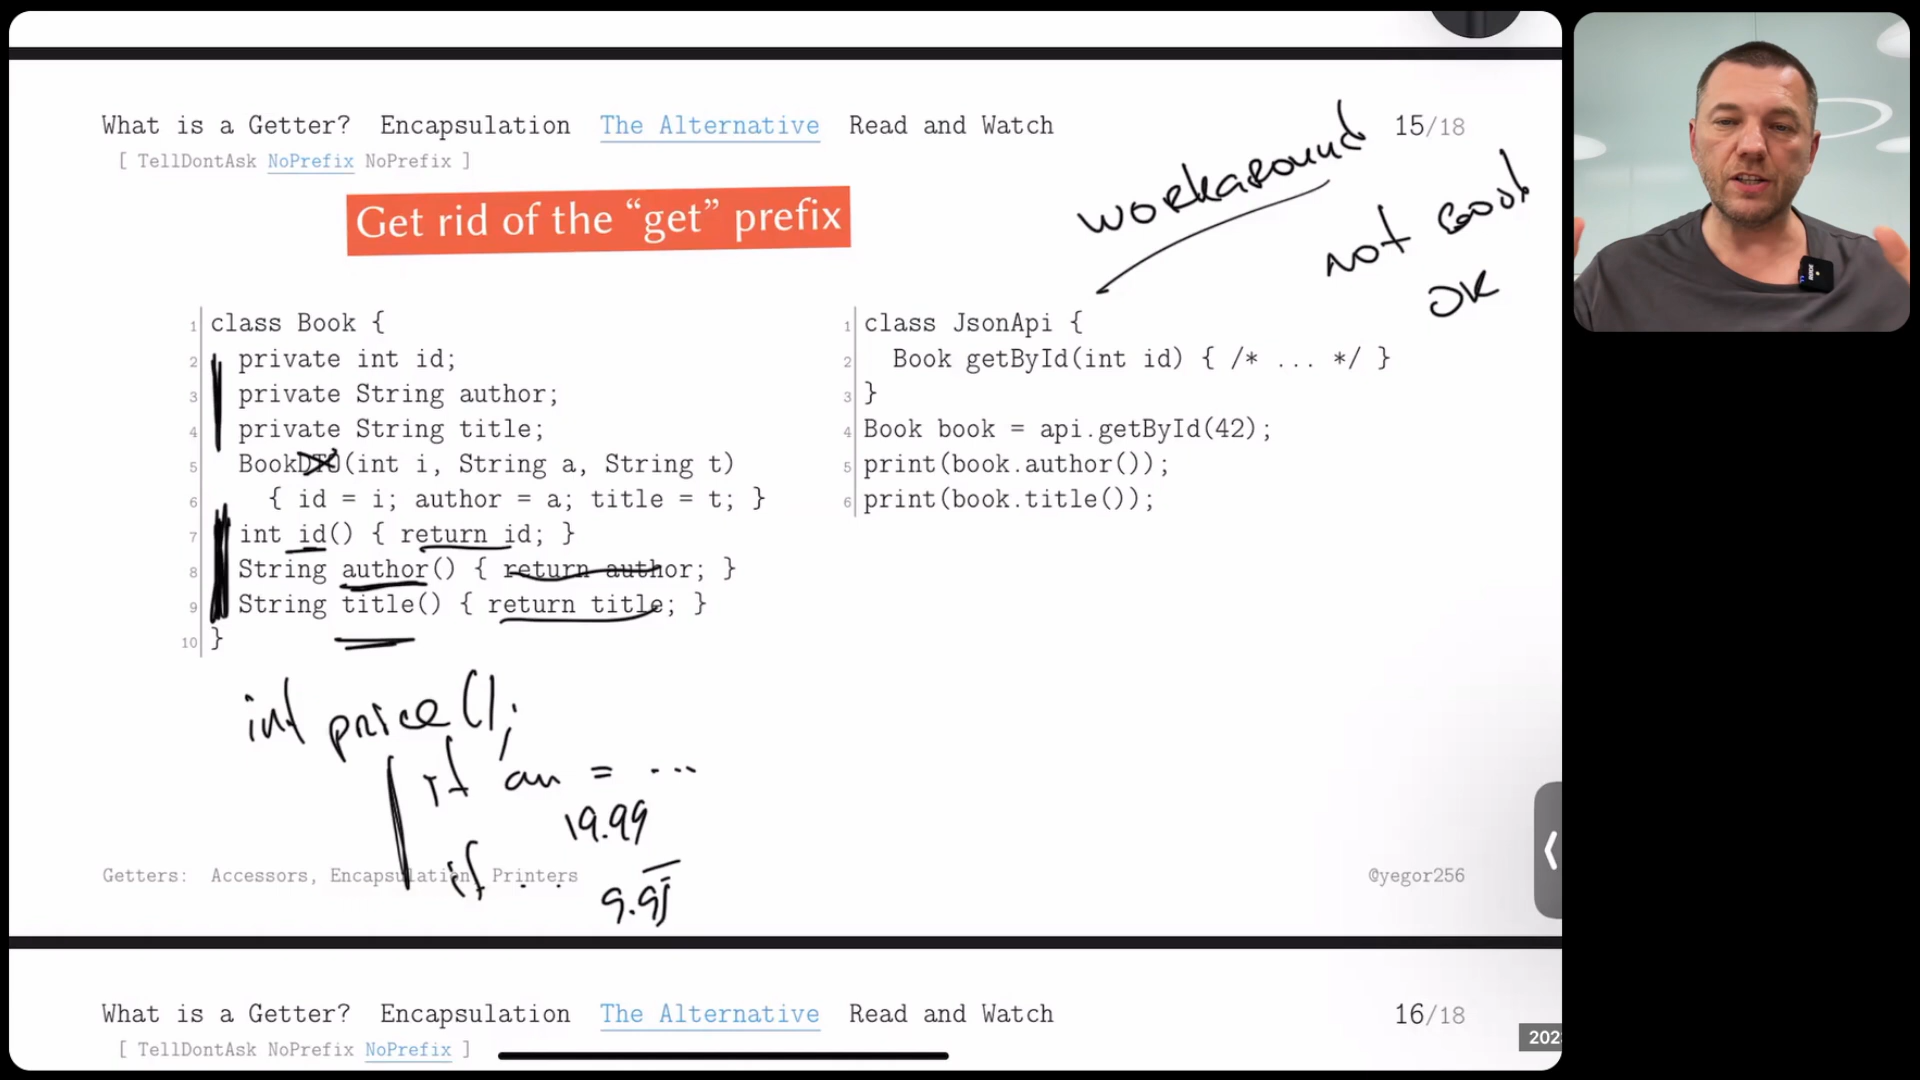 What is a Getter? Encapsulation The Alternative Read and Watch 15/18
[ TellDontAsk NoPrefix NoPrefix ]
Get rid of the “get” prefix
workaround
not good
OK
1 class Book {
2 private int id;
3 private String author;
4 private String title;
5 BookDTO(int i, String a, String t)
6 { id = i; author = a; title = t; }
7 int id() { return id; }
8 String author() { return author; }
9 String title() { return title; }
10 }
1 class JsonApi {
2 Book getById(int id) { /* ... */ }
3 }
4 Book book = api.getById(42);
5 print(book.author());
6 print(book.title());
int price();
if au = ...
19.99
if ...
Getters: Accessors, Encapsulation, Printers
@yegor256
What is a Getter? Encapsulation The Alternative Read and Watch 16/18
[ TellDontAsk NoPrefix NoPrefix ]